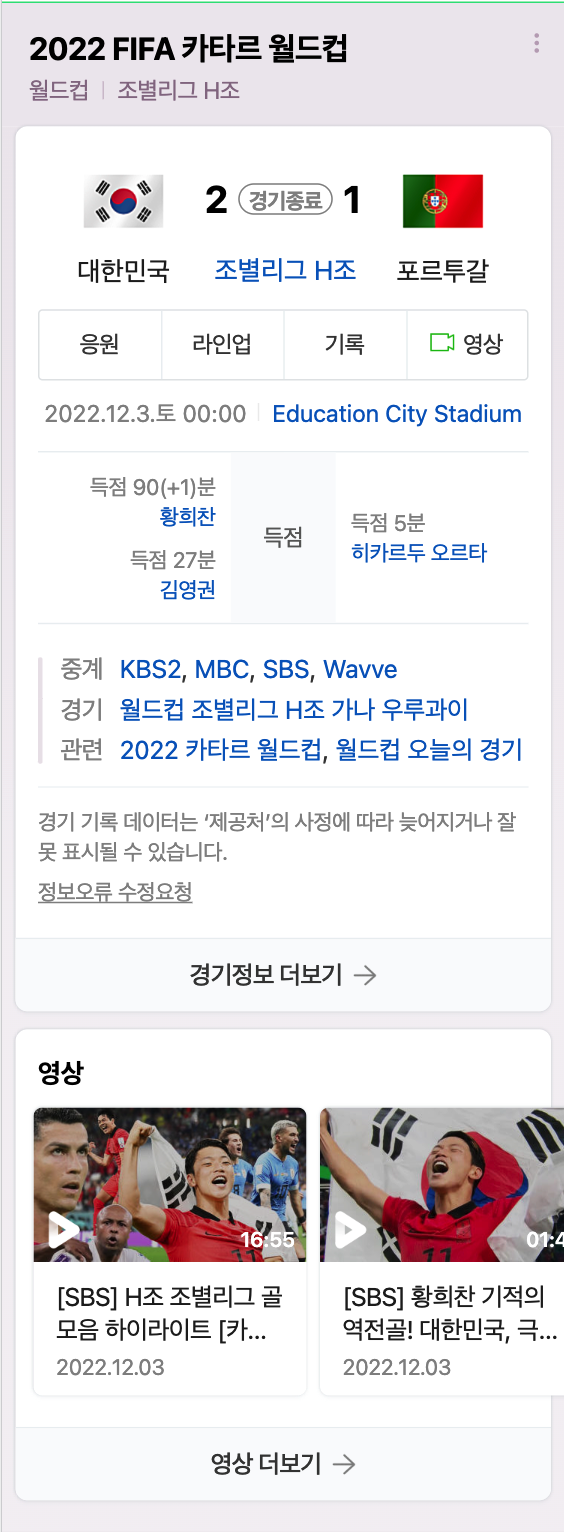 2022 FIFA 카타르 월드컵
월드컵 | 조별리그 H조
2 경기종료 1
대한민국 조별리그 H조 포르투갈
응원 라인업 기록 영상
2022.12.3.토 00:00 Education City Stadium
득점 90(+1)분
황희찬
득점 27분
김영권
득점
득점 5분
히카르두 오르타
중계 KBS2, MBC, SBS, Wavve
경기 월드컵 조별리그 H조 가나 우루과이
관련 2022 카타르 월드컵, 월드컵 오늘의 경기
경기 기록 데이터는 ‘제공처’의 사정에 따라 늦어지거나 잘
못 표시될 수 있습니다.
정보오류 수정요청
경기정보 더보기 →
영상
16:55
[SBS] H조 조별리그 골
모음 하이라이트 [카...
2022.12.03
01:4
11
[SBS] 황희찬 기적의
역전골! 대한민국, 극...
2022.12.03
영상 더보기 →